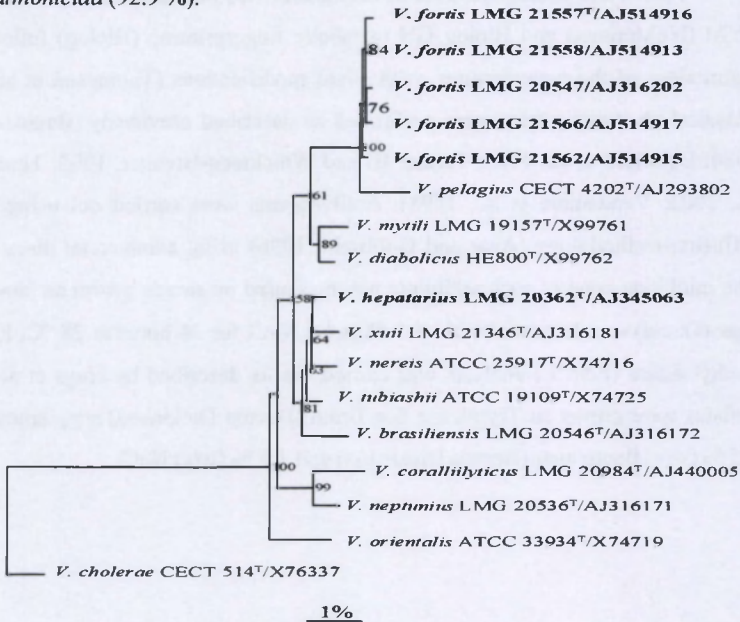 (92.9%).
V. fortis LMG 21557ᵀ/AJ514916
84 V. fortis LMG 21558/AJ514913
V. fortis LMG 20547/AJ316202
76
V. fortis LMG 21566/AJ514917
100 V. fortis LMG 21562/AJ514915
V. pelagius CECT 4202ᵀ/AJ293802
61
V. mytili LMG 19157ᵀ/X99761
89
V. diabolicus HE800ᵀ/X99762
58 V. hepatarius LMG 20362ᵀ/AJ345063
V. xuii LMG 21346ᵀ/AJ316181
64
V. nereis ATCC 25917ᵀ/X74716
63
V. tubiashii ATCC 19109ᵀ/X74725
81
V. brasiliensis LMG 20546ᵀ/AJ316172
100 V. coralliilyticus LMG 20984ᵀ/AJ440005
99
V. neptunius LMG 20536ᵀ/AJ316171
V. orientalis ATCC 33934ᵀ/X74719
V. cholerae CECT 514ᵀ/X76337
1%